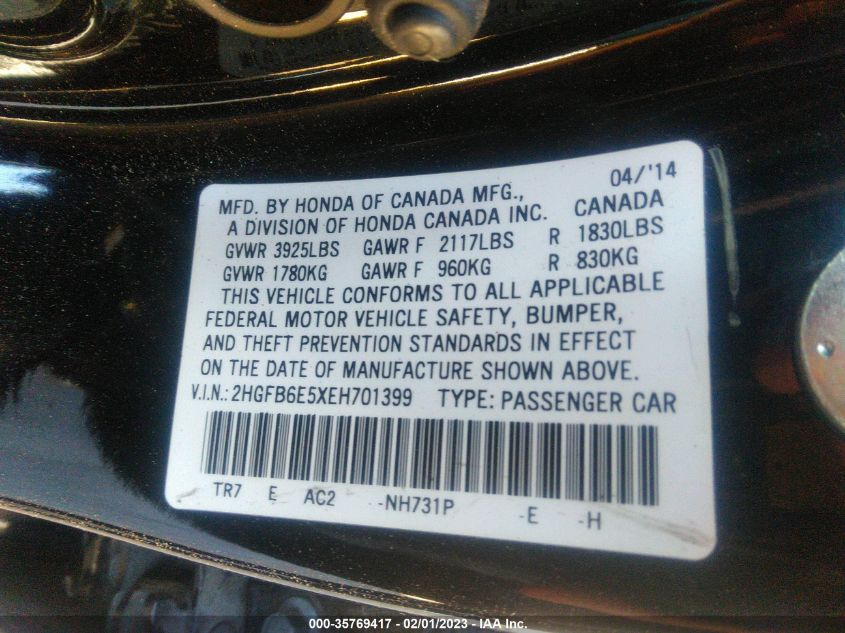 04/'14
MFD. BY HONDA OF CANADA MFG.,
A DIVISION OF HONDA CANADA INC. CANADA
GVWR 3925LBS GAWR F 2117LBS R 1830LBS
GVWR 1780KG GAWR F 960KG R 830KG
THIS VEHICLE CONFORMS TO ALL APPLICABLE
FEDERAL MOTOR VEHICLE SAFETY, BUMPER,
AND THEFT PREVENTION STANDARDS IN EFFECT
ON THE DATE OF MANUFACTURE SHOWN ABOVE.
V.I.N.: 2HGFB6E5XEH701399 TYPE: PASSENGER CAR
TR7 E AC2 -NH731P -E -H
000-35769417 - 02/01/2023 - IAA Inc.